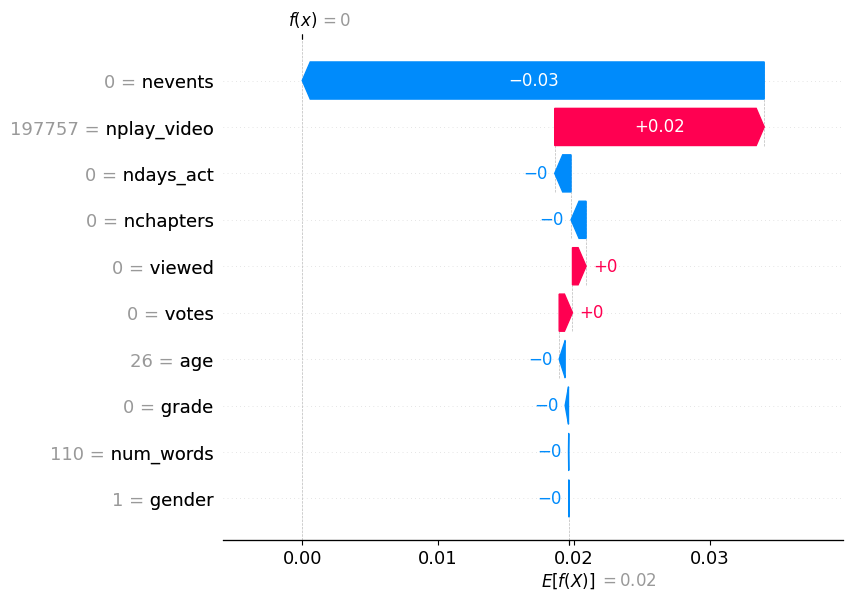 f(x) = 0
0 = nevents
−0.03
197757 = nplay_video
+0.02
0 = ndays_act
−0
0 = nchapters
−0
0 = viewed
+0
0 = votes
+0
26 = age
−0
0 = grade
−0
110 = num_words
−0
1 = gender
−0
0.00 0.01 0.02 0.03
E[f(X)] = 0.02